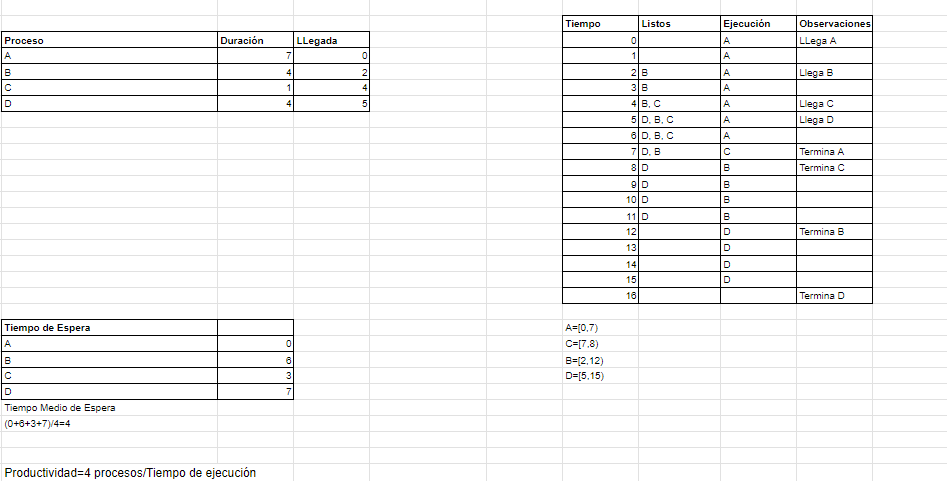 Proceso Duración LLegada
A 7 0
B 4 2
C 1 4
D 4 5
Tiempo Listos Ejecución Observaciones
0 A LLega A
1 A
2 B A Llega B
3 B A
4 B, C A Llega C
5 D, B, C A Llega D
6 D, B, C A
7 D, B C Termina A
8 D B Termina C
9 D B
10 D B
11 D B
12 D Termina B
13 D
14 D
15 D
16 Termina D
Tiempo de Espera
A 0
B 6
C 3
D 7
Tiempo Medio de Espera
(0+6+3+7)/4=4
A=[0,7)
C=[7,8)
B=[2,12)
D=[5,15)
Productividad=4 procesos/Tiempo de ejecución